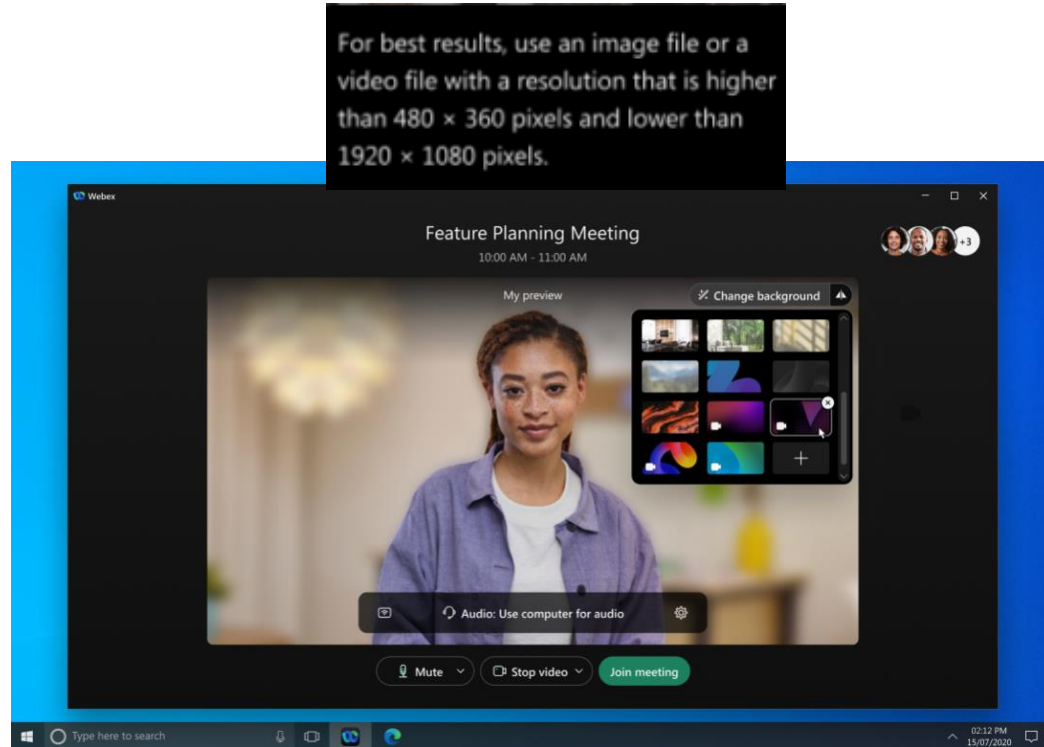 For best results, use an image file or a
video file with a resolution that is higher
than 480 × 360 pixels and lower than
1920 × 1080 pixels.
Webex
Feature Planning Meeting
10:00 AM - 11:00 AM
+3
My preview
Change background
Audio: Use computer for audio
Mute
Stop video
Join meeting
Type here to search
02:12 PM
15/07/2020